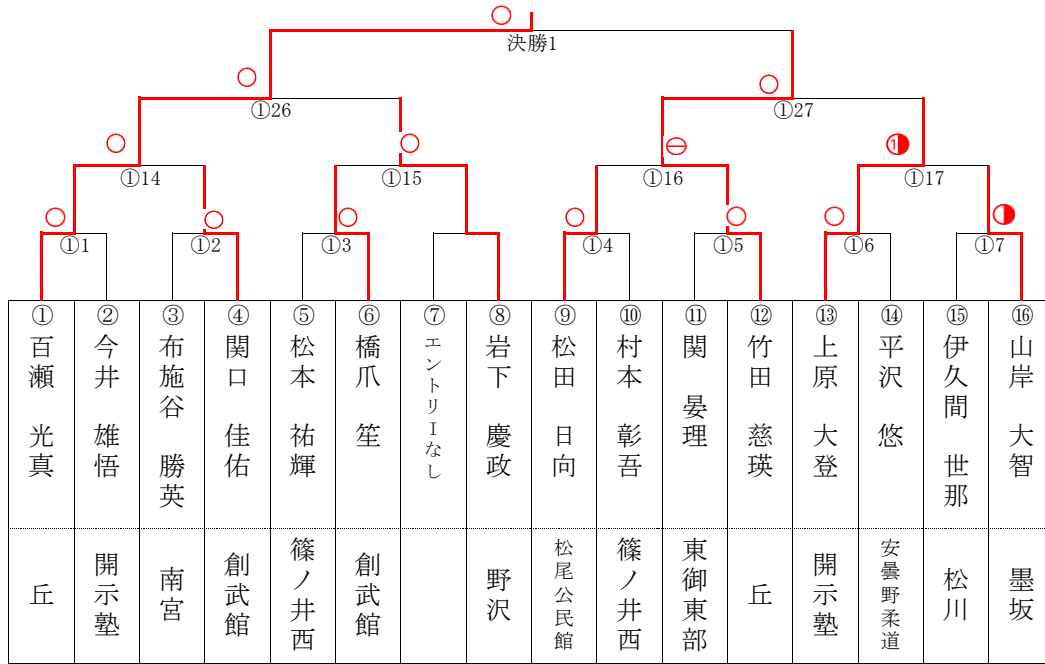 決勝1
①26
①27
①14
①15
①16
1
①17
①1
①2
①3
①4
①5
①6
①7
①
②
③
④
⑤
⑥
⑦
⑧
⑨
⑩
⑪
⑫
⑬
⑭
⑮
⑯
百瀬 光真
今井 雄悟
布施谷 勝英
関口 佳佑
松本 祐輝
橋爪 笙
エントリーなし
岩下 慶政
松田 日向
村本 彰吾
関 晏理
竹田 慈瑛
上原 大登
平沢 悠
伊久間 世那
山岸 大智
丘
開示塾
南宮
創武館
篠ノ井西
創武館
野沢
松尾公民館
篠ノ井西
東御東部
丘
開示塾
安曇野柔道
松川
墨坂